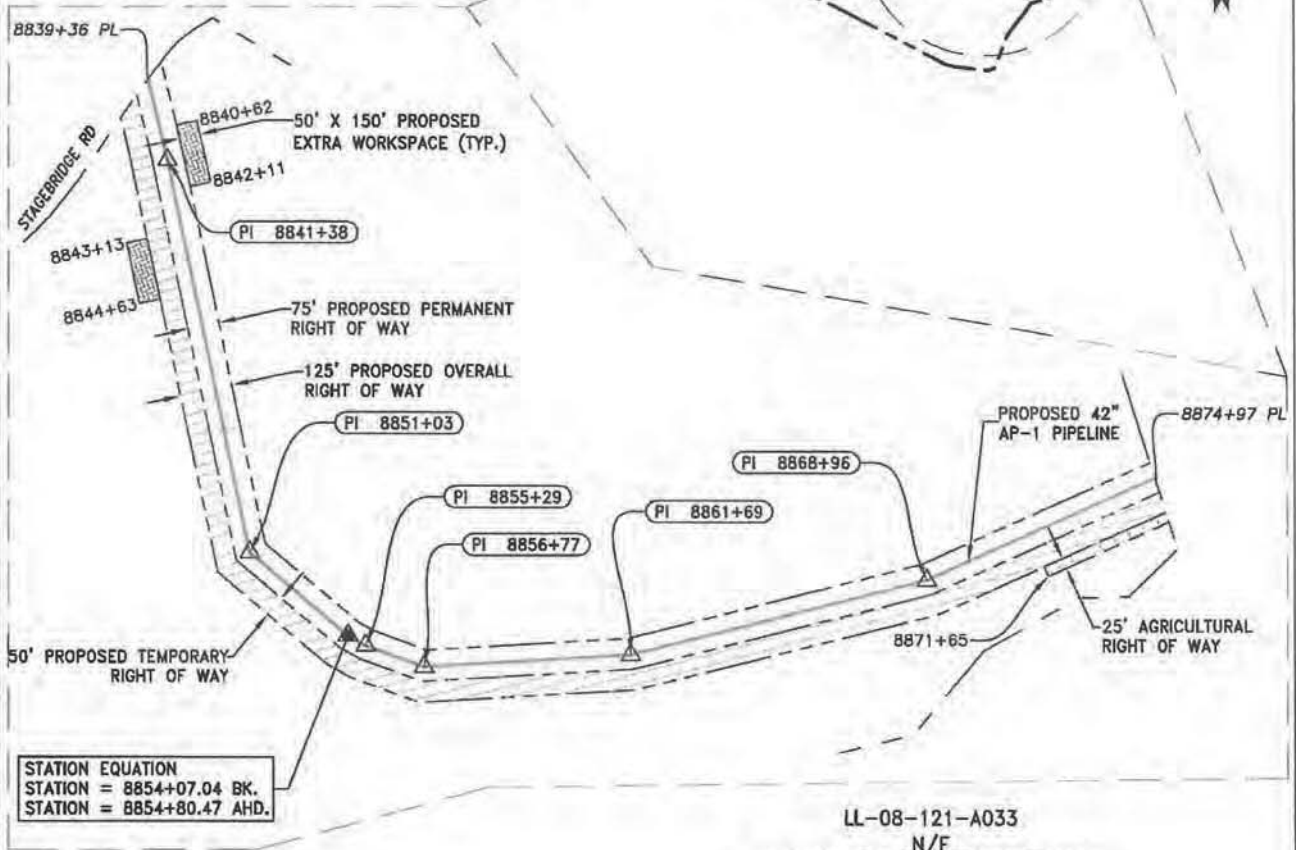 8839+36 PL
STAGEBRIDGE RD
8840+62
50' X 150' PROPOSED
EXTRA WORKSPACE (TYP.)
8842+11
PI 8841+38
8843+13
8844+63
75' PROPOSED PERMANENT
RIGHT OF WAY
125' PROPOSED OVERALL
RIGHT OF WAY
PI 8851+03
PROPOSED 42"
AP-1 PIPELINE
8874+97 PL
PI 8868+96
PI 8855+29
PI 8861+69
PI 8856+77
8871+65
25' AGRICULTURAL
RIGHT OF WAY
50' PROPOSED TEMPORARY
RIGHT OF WAY
STATION EQUATION
STATION = 8854+07.04 BK.
STATION = 8854+80.47 AHD.
LL-08-121-A033
N/F